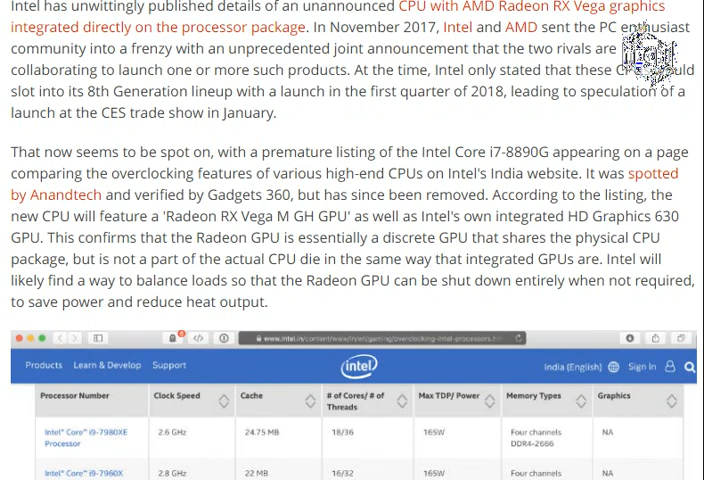 Intel has unwittingly published details of an unannounced CPU with AMD Radeon RX Vega graphics
integrated directly on the processor package. In November 2017, Intel and AMD sent the PC enthusiast
community into a frenzy with an unprecedented joint announcement that the two rivals are
collaborating to launch one or more such products. At the time, Intel only stated that these
slot into its 8th Generation lineup with a launch in the first quarter of 2018, leading to speculation of a
launch at the CES trade show in January.
That now seems to be spot on, with a premature listing of the Intel Core i7-8890G appearing on a page
comparing the overclocking features of various high-end CPUs on Intel's India website. It was spotted
by Anandtech and verified by Gadgets 360, but has since been removed. According to the listing, the
new CPU will feature a 'Radeon RX Vega M GH GPU' as well as Intel's own integrated HD Graphics 630
GPU. This confirms that the Radeon GPU is essentially a discrete GPU that shares the physical CPU
package, but is not a part of the actual CPU die in the same way that integrated GPUs are. Intel will
likely find a way to balance loads so that the Radeon GPU can be shut down entirely when not required,
to save power and reduce heat output.
Products Learn & Develop Support intel India (English) Sign In
Processor Number Clock Speed Cache # of Cores/ # of Threads Max TDP/ Power Memory Types Graphics
Intel® Core™ i9-7980XE Processor 2.6 GHz 24.75 MB 18/36 165W Four channels DDR4-2666 NA
Intel® Core™ i9-7960X 2.8 GHz 22 MB 16/32 165W Four channels NA